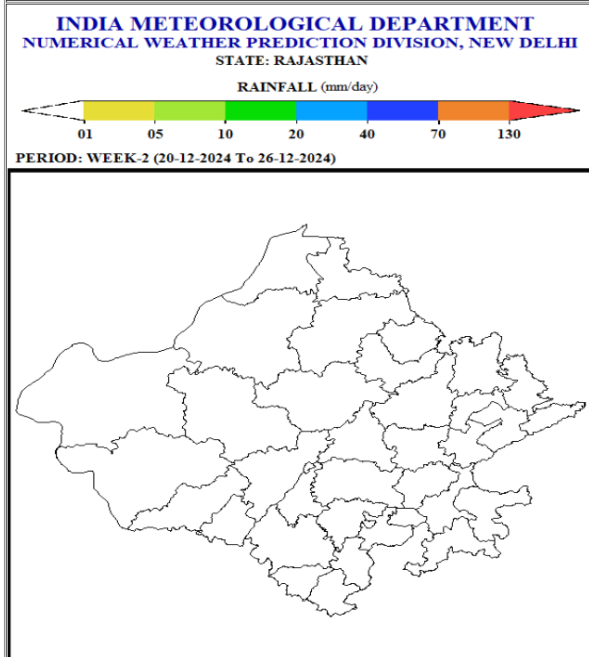 INDIA METEOROLOGICAL DEPARTMENT
NUMERICAL WEATHER PREDICTION DIVISION, NEW DELHI
STATE: RAJASTHAN
RAINFALL (mm/day)
01 05 10 20 40 70 130
PERIOD: WEEK-2 (20-12-2024 To 26-12-2024)